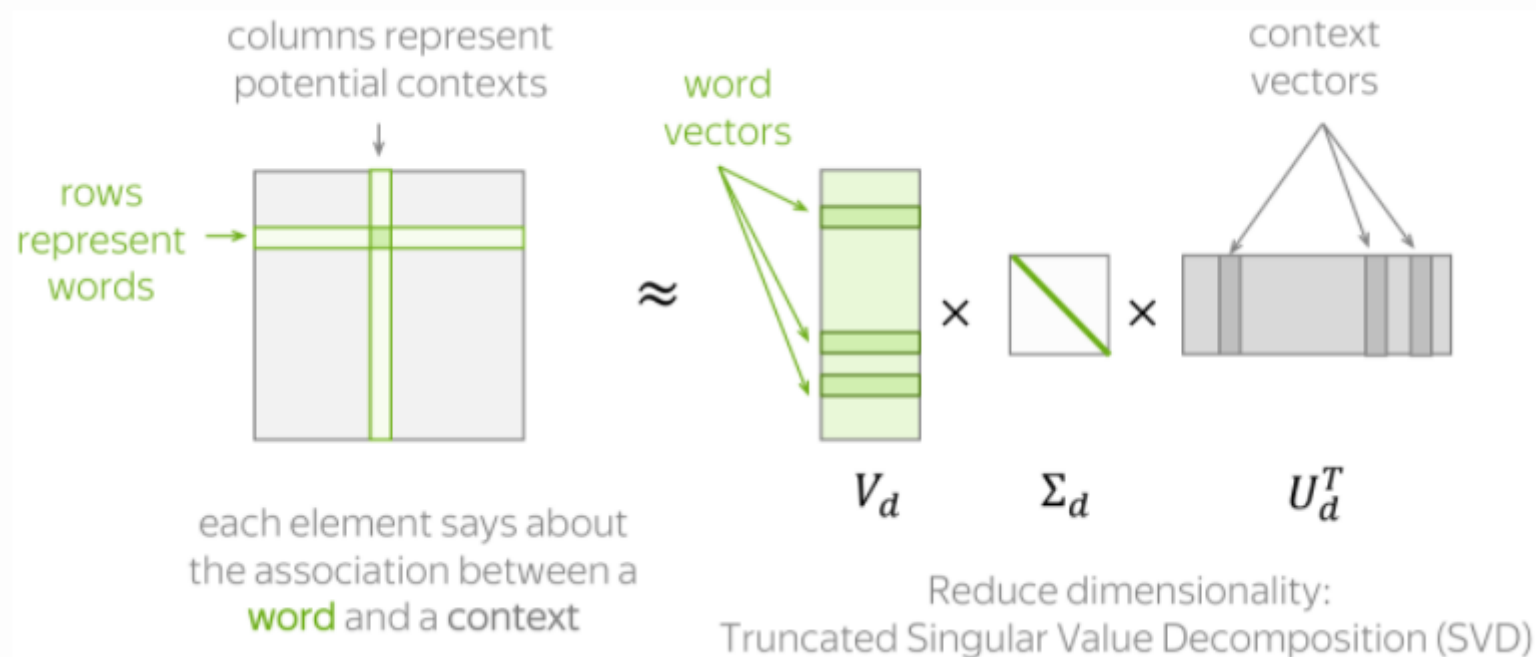 columns represent
potential contexts
rows
represent
words
each element says about
the association between a
word and a context
≈
word
vectors
×
×
context
vectors
V_d
Σ_d
U_d^T
Reduce dimensionality:
Truncated Singular Value Decomposition (SVD)